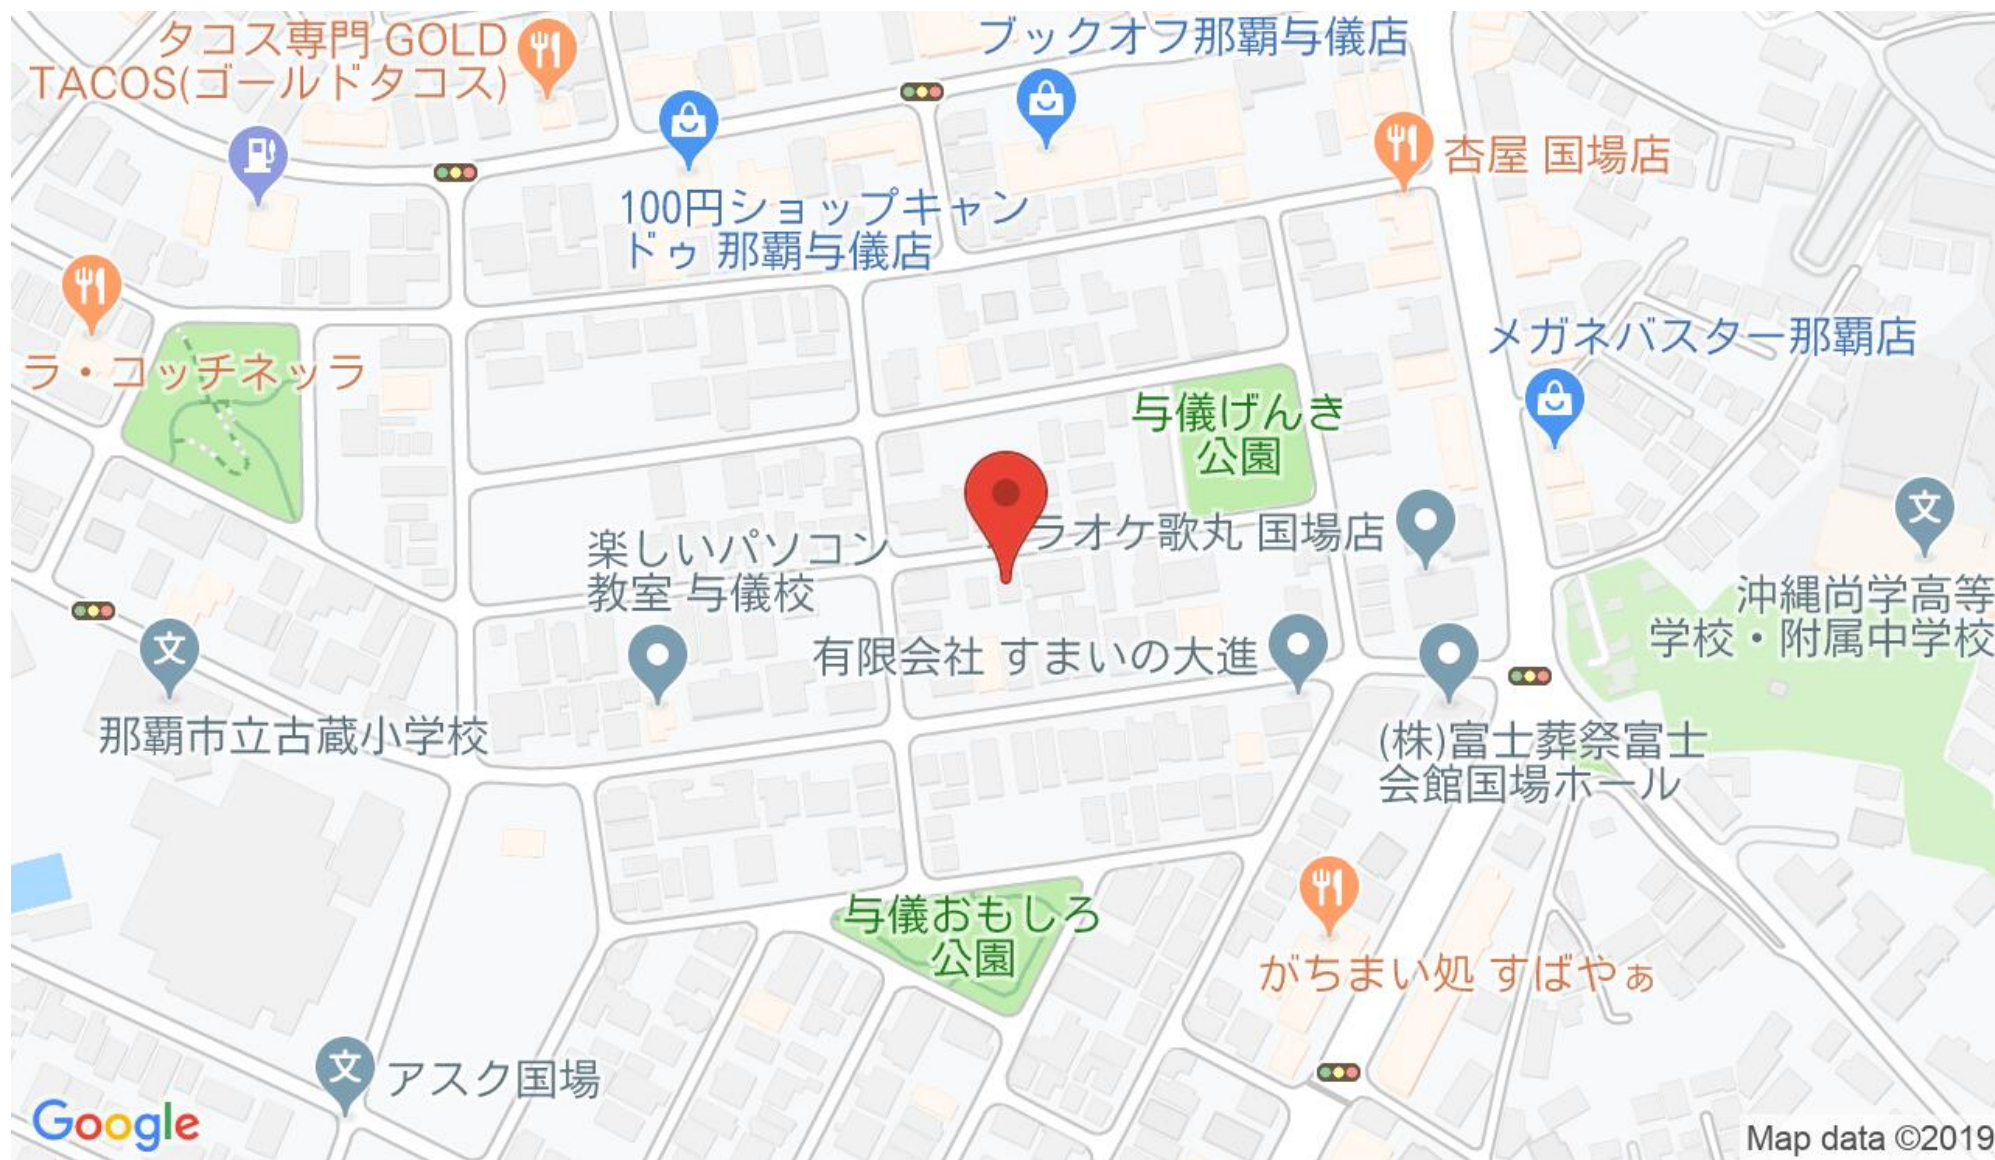 タコス専門 GOLD
TACOS(ゴールドタコス)
ブックオフ那覇与儀店
杏屋 国場店
100円ショップキャン
ドゥ 那覇与儀店
メガネバスター那覇店
ラ・コッチネッラ
与儀げんき
公園
ラオケ歌丸 国場店
楽しいパソコン
教室 与儀校
文
沖縄尚学高等
学校・附属中学校
有限会社 すまいの大進
文
那覇市立古蔵小学校
(株)富士葬祭富士
会館国場ホール
与儀おもしろ
公園
がちまい処 すばやぁ
文
アスク国場
Google
Map data ©2019